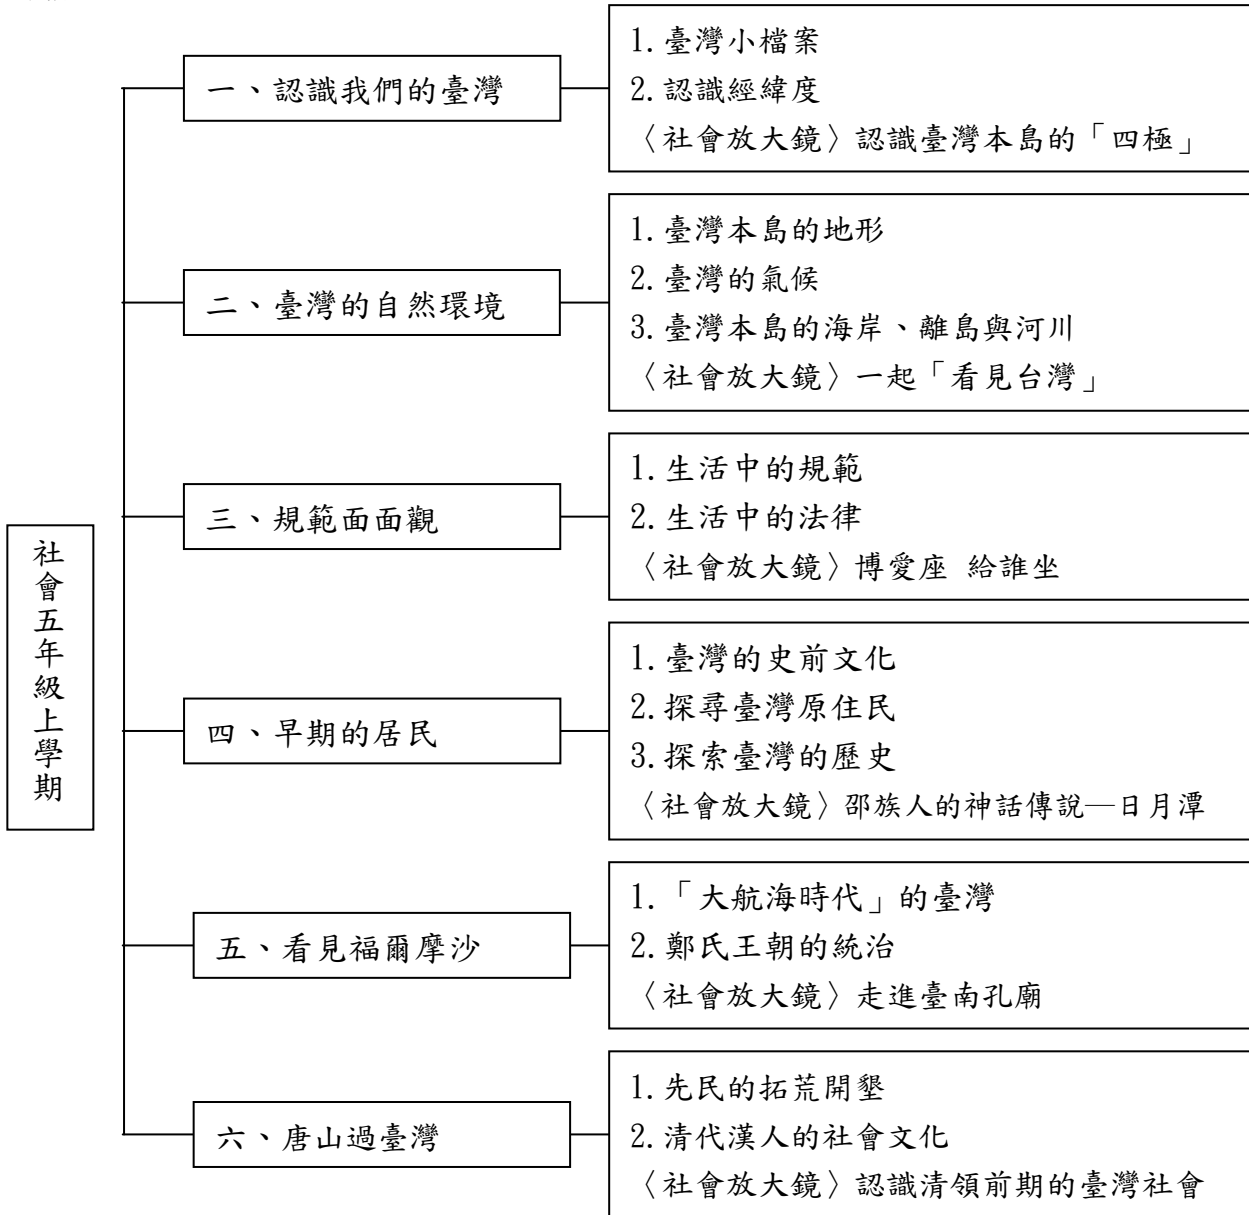 社會五年級上學期
一、認識我們的臺灣
1.臺灣小檔案
2.認識經緯度
〈社會放大鏡〉認識臺灣本島的「四極」
二、臺灣的自然環境
1.臺灣本島的地形
2.臺灣的氣候
3.臺灣本島的海岸、離島與河川
〈社會放大鏡〉一起「看見台灣」
三、規範面面觀
1.生活中的規範
2.生活中的法律
〈社會放大鏡〉博愛座 給誰坐
四、早期的居民
1.臺灣的史前文化
2.探尋臺灣原住民
3.探索臺灣的歷史
〈社會放大鏡〉邵族人的神話傳說—日月潭
五、看見福爾摩沙
1.「大航海時代」的臺灣
2.鄭氏王朝的統治
〈社會放大鏡〉走進臺南孔廟
六、唐山過臺灣
1.先民的拓荒開墾
2.清代漢人的社會文化
〈社會放大鏡〉認識清領前期的臺灣社會